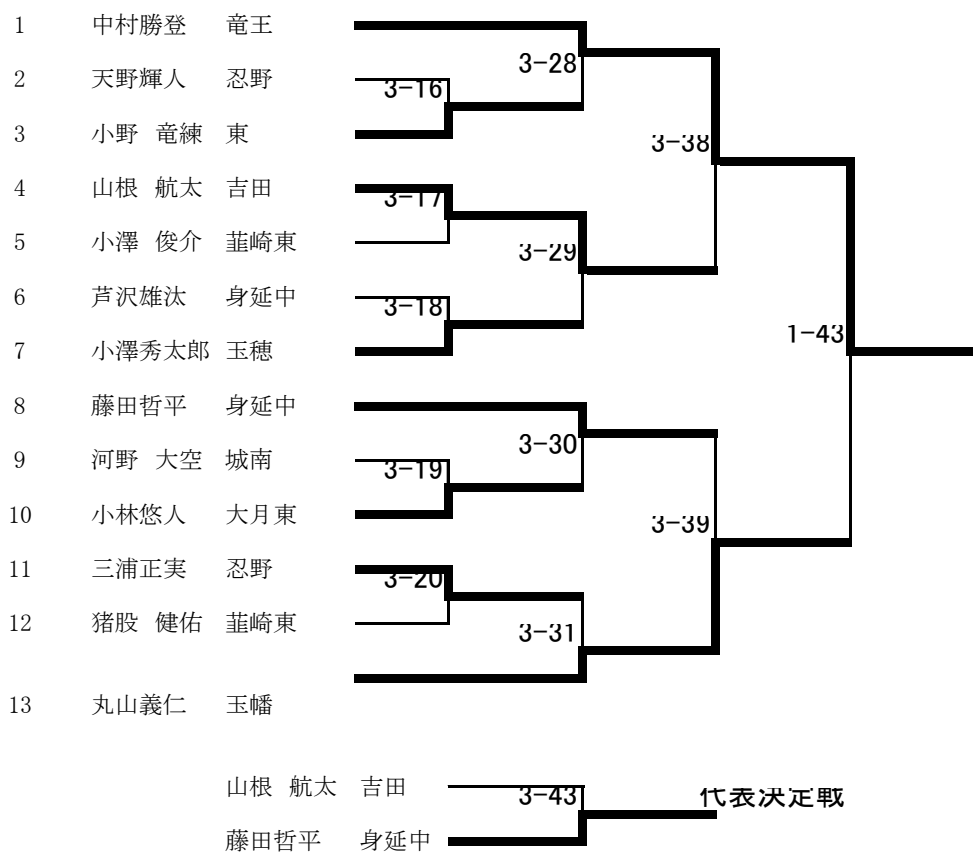 1 中村勝登 竜王
3-28
2 天野輝人 忍野
3-16
3 小野 竜練 東
3-38
4 山根 航太 吉田
3-17
5 小澤 俊介 韮崎東
3-29
6 芦沢雄汰 身延中
3-18
1-43
7 小澤秀太郎 玉穂
8 藤田哲平 身延中
3-30
9 河野 大空 城南
3-19
10 小林悠人 大月東
3-39
11 三浦正実 忍野
3-20
12 猪股 健佑 韮崎東
3-31
13 丸山義仁 玉幡
山根 航太 吉田
3-43 代表決定戦
藤田哲平 身延中